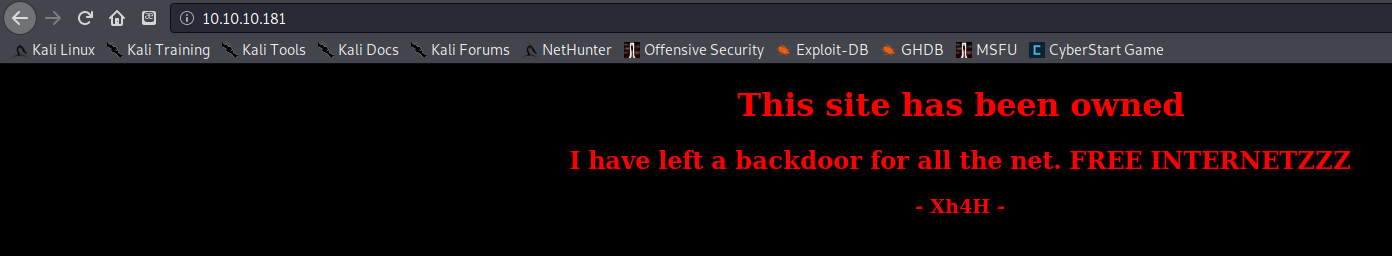 10.10.10.181
Kali Linux Kali Training Kali Tools Kali Docs Kali Forums NetHunter Offensive Security Exploit-DB GHDB MSFU CyberStart Game
This site has been owned
I have left a backdoor for all the net. FREE INTERNETZZZ
- Xh4H -